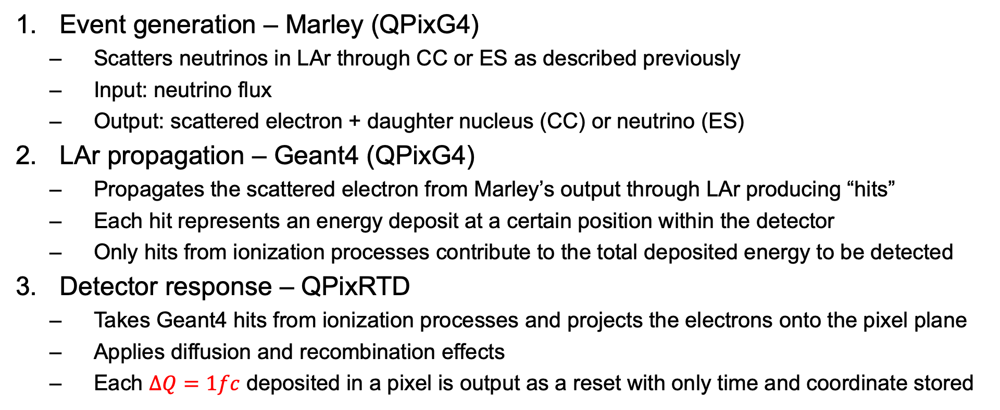 1. Event generation – Marley (QPixG4)
– Scatters neutrinos in LAr through CC or ES as described previously
– Input: neutrino flux
– Output: scattered electron + daughter nucleus (CC) or neutrino (ES)
2. LAr propagation – Geant4 (QPixG4)
– Propagates the scattered electron from Marley’s output through LAr producing “hits”
– Each hit represents an energy deposit at a certain position within the detector
– Only hits from ionization processes contribute to the total deposited energy to be detected
3. Detector response – QPixRTD
– Takes Geant4 hits from ionization processes and projects the electrons onto the pixel plane
– Applies diffusion and recombination effects
– Each ΔQ = 1fc deposited in a pixel is output as a reset with only time and coordinate stored